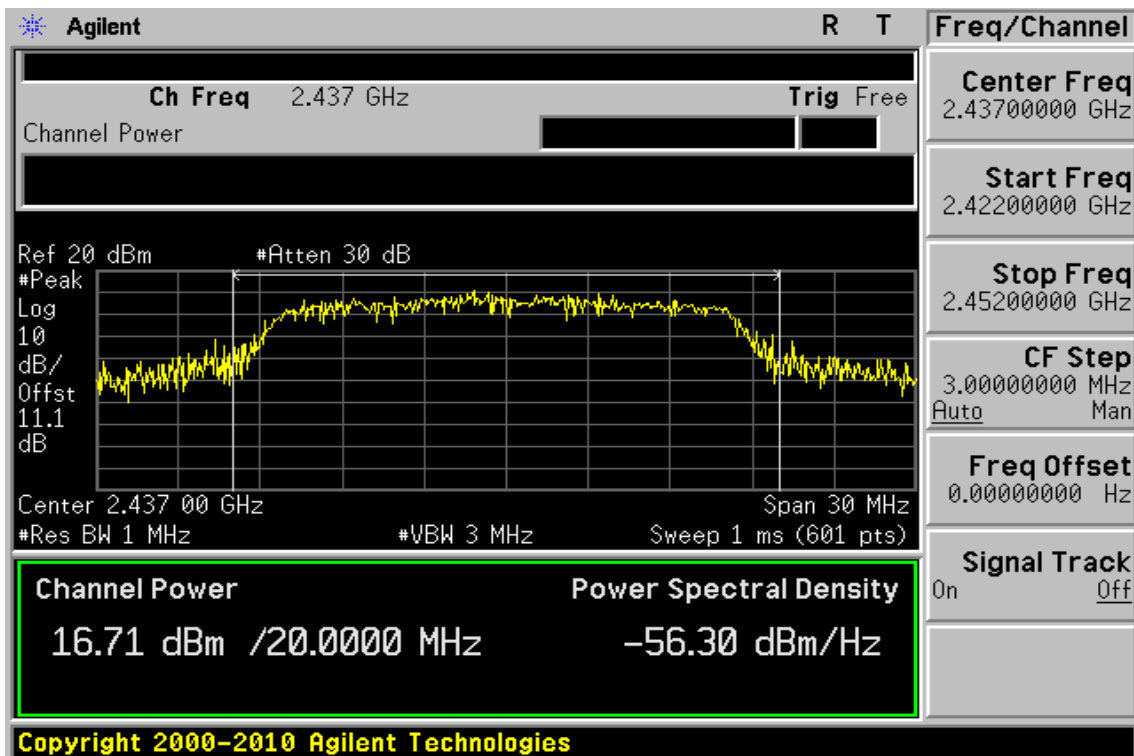 Agilent R T Freq/Channel
Ch Freq 2.437 GHz Trig Free
Channel Power
Center Freq
2.43700000 GHz
Start Freq
2.42200000 GHz
Stop Freq
2.45200000 GHz
CF Step
3.00000000 MHz
Auto Man
Freq Offset
0.00000000 Hz
Signal Track
On Off
Ref 20 dBm #Atten 30 dB
#Peak
Log
10
dB/
Offst
11.1
dB
Center 2.437 00 GHz Span 30 MHz
#Res BW 1 MHz #VBW 3 MHz Sweep 1 ms (601 pts)
Channel Power Power Spectral Density
16.71 dBm /20.0000 MHz -56.30 dBm/Hz
Copyright 2000-2010 Agilent Technologies